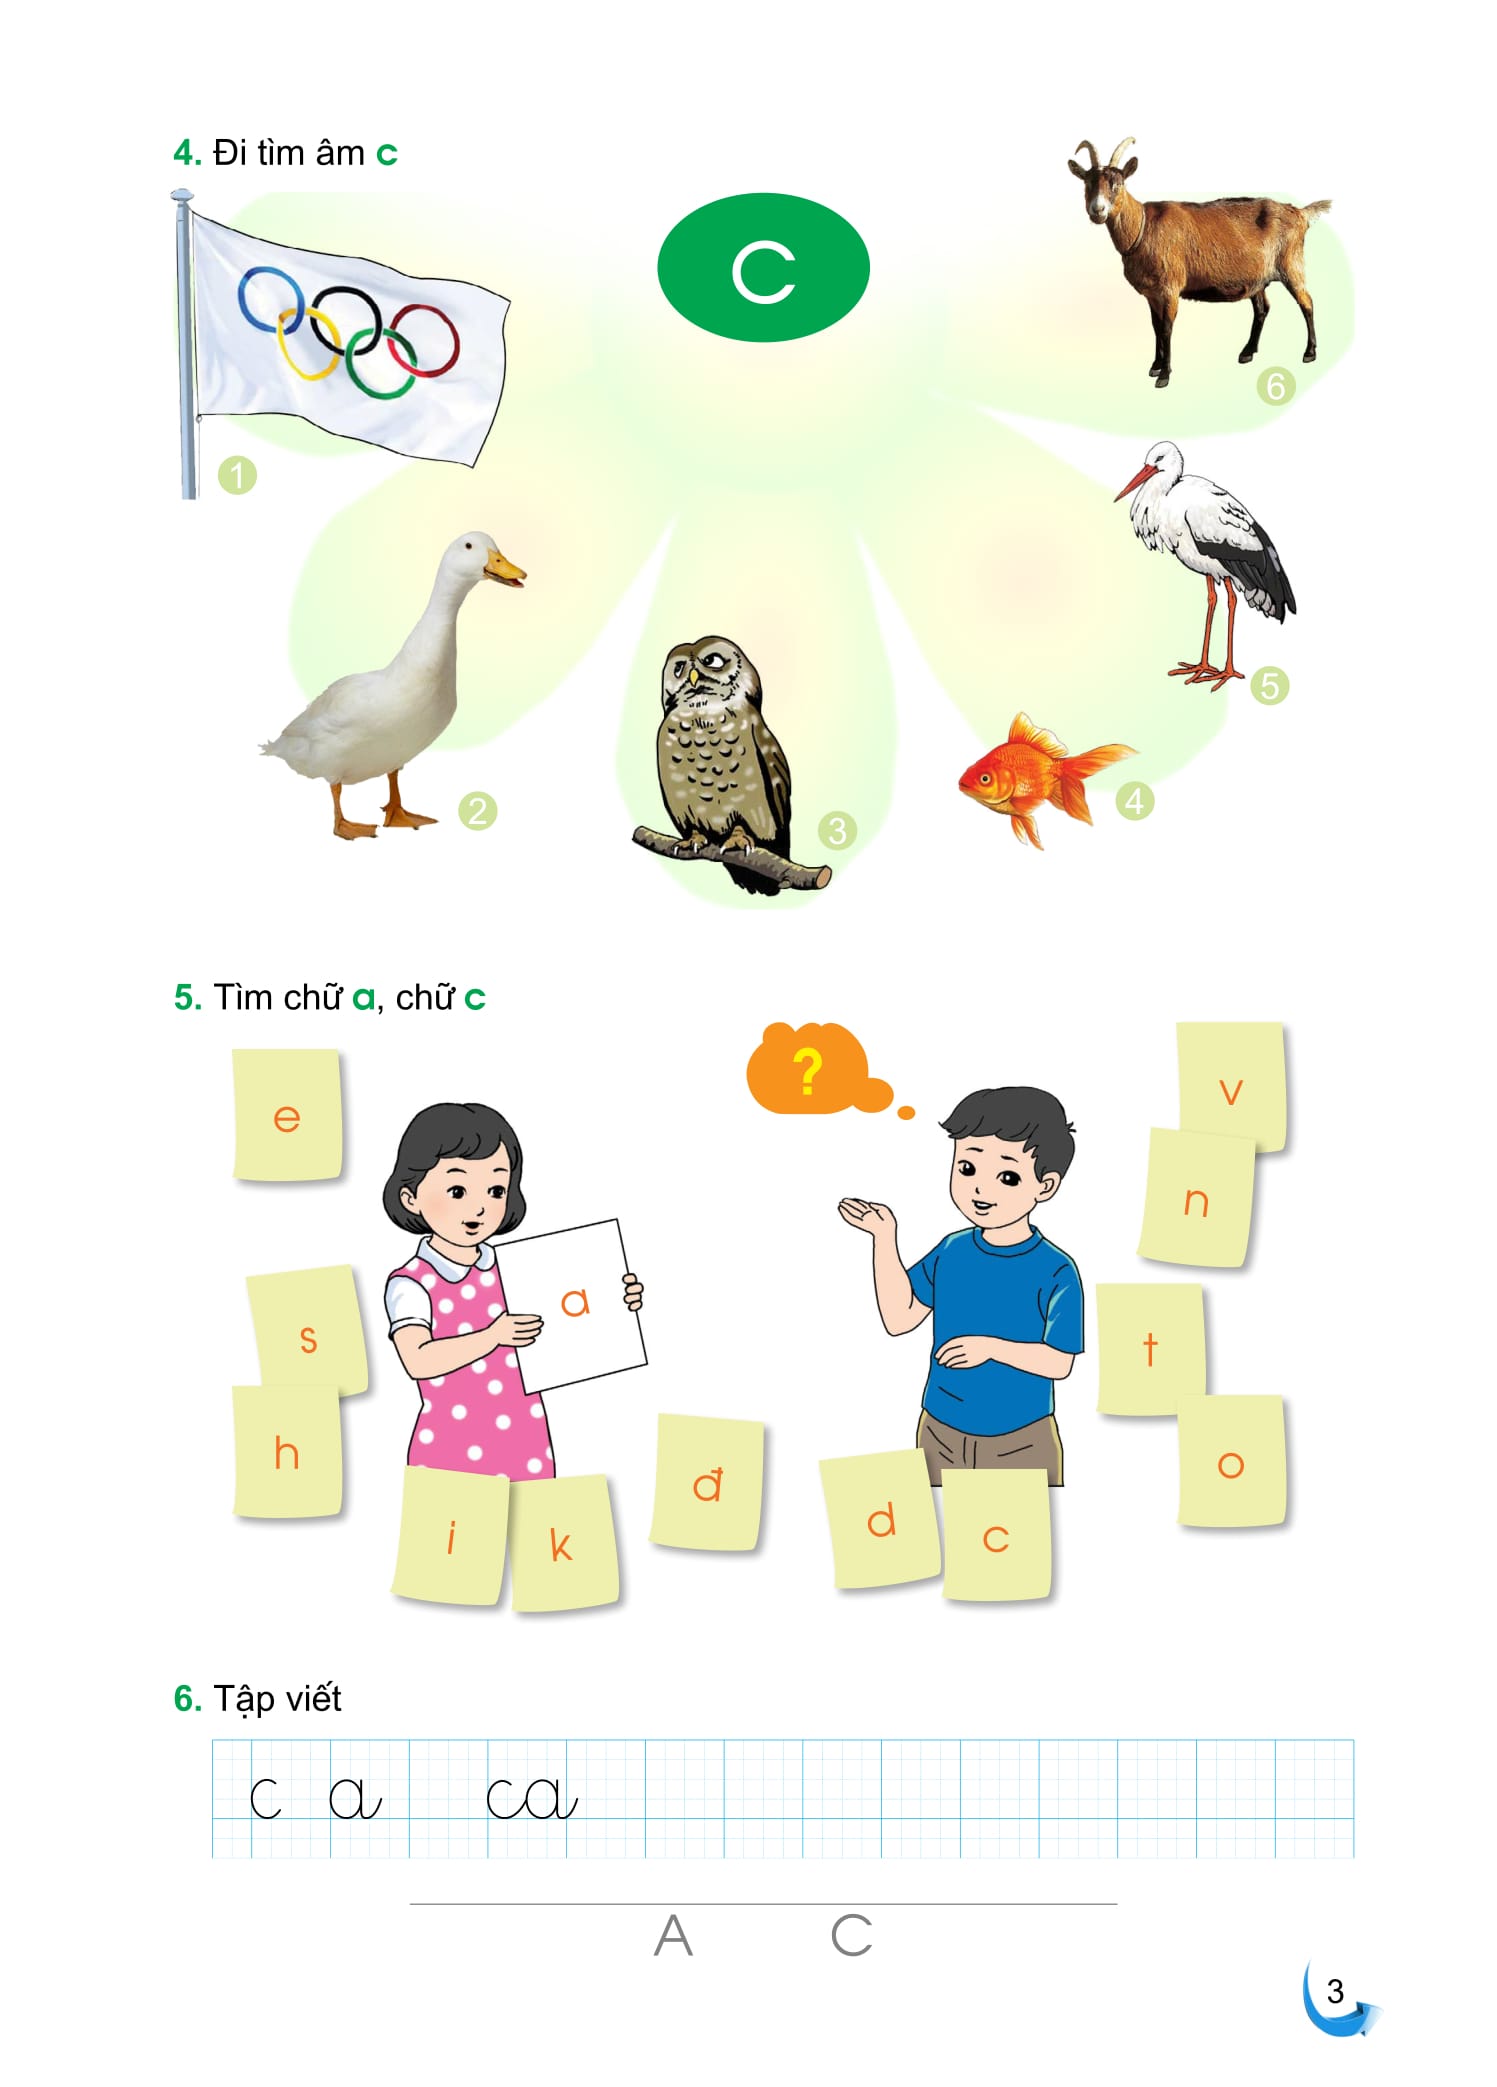 4. Đi tìm âm c
c
1
2
3
4
5
6
5. Tìm chữ a, chữ c
?
e
v
n
a
s
t
h
o
đ
d
c
i
k
6. Tập viết
c a ca
A C
3